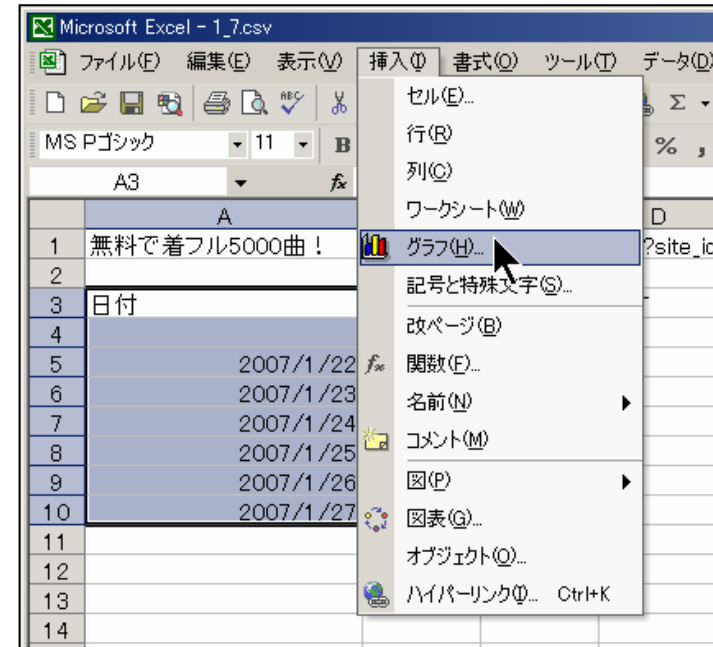 Microsoft Excel - 1_7.csv
ファイル(F) 編集(E) 表示(V) 挿入(I) 書式(O) ツール(T) データ(D)
MS Pゴシック 11 B % ,
A3 fx
A D
セル(E)...
行(R)
列(C)
ワークシート(W)
グラフ(H)...
記号と特殊文字(S)...
改ページ(B)
fx 関数(F)...
名前(N)
コメント(M)
図(P)
図表(G)...
オブジェクト(O)...
ハイパーリンク(I)... Ctrl+K
1 無料で着フル5000曲! ?site_id
2
3 日付
4
5 2007/1/22
6 2007/1/23
7 2007/1/24
8 2007/1/25
9 2007/1/26
10 2007/1/27
11
12
13
14